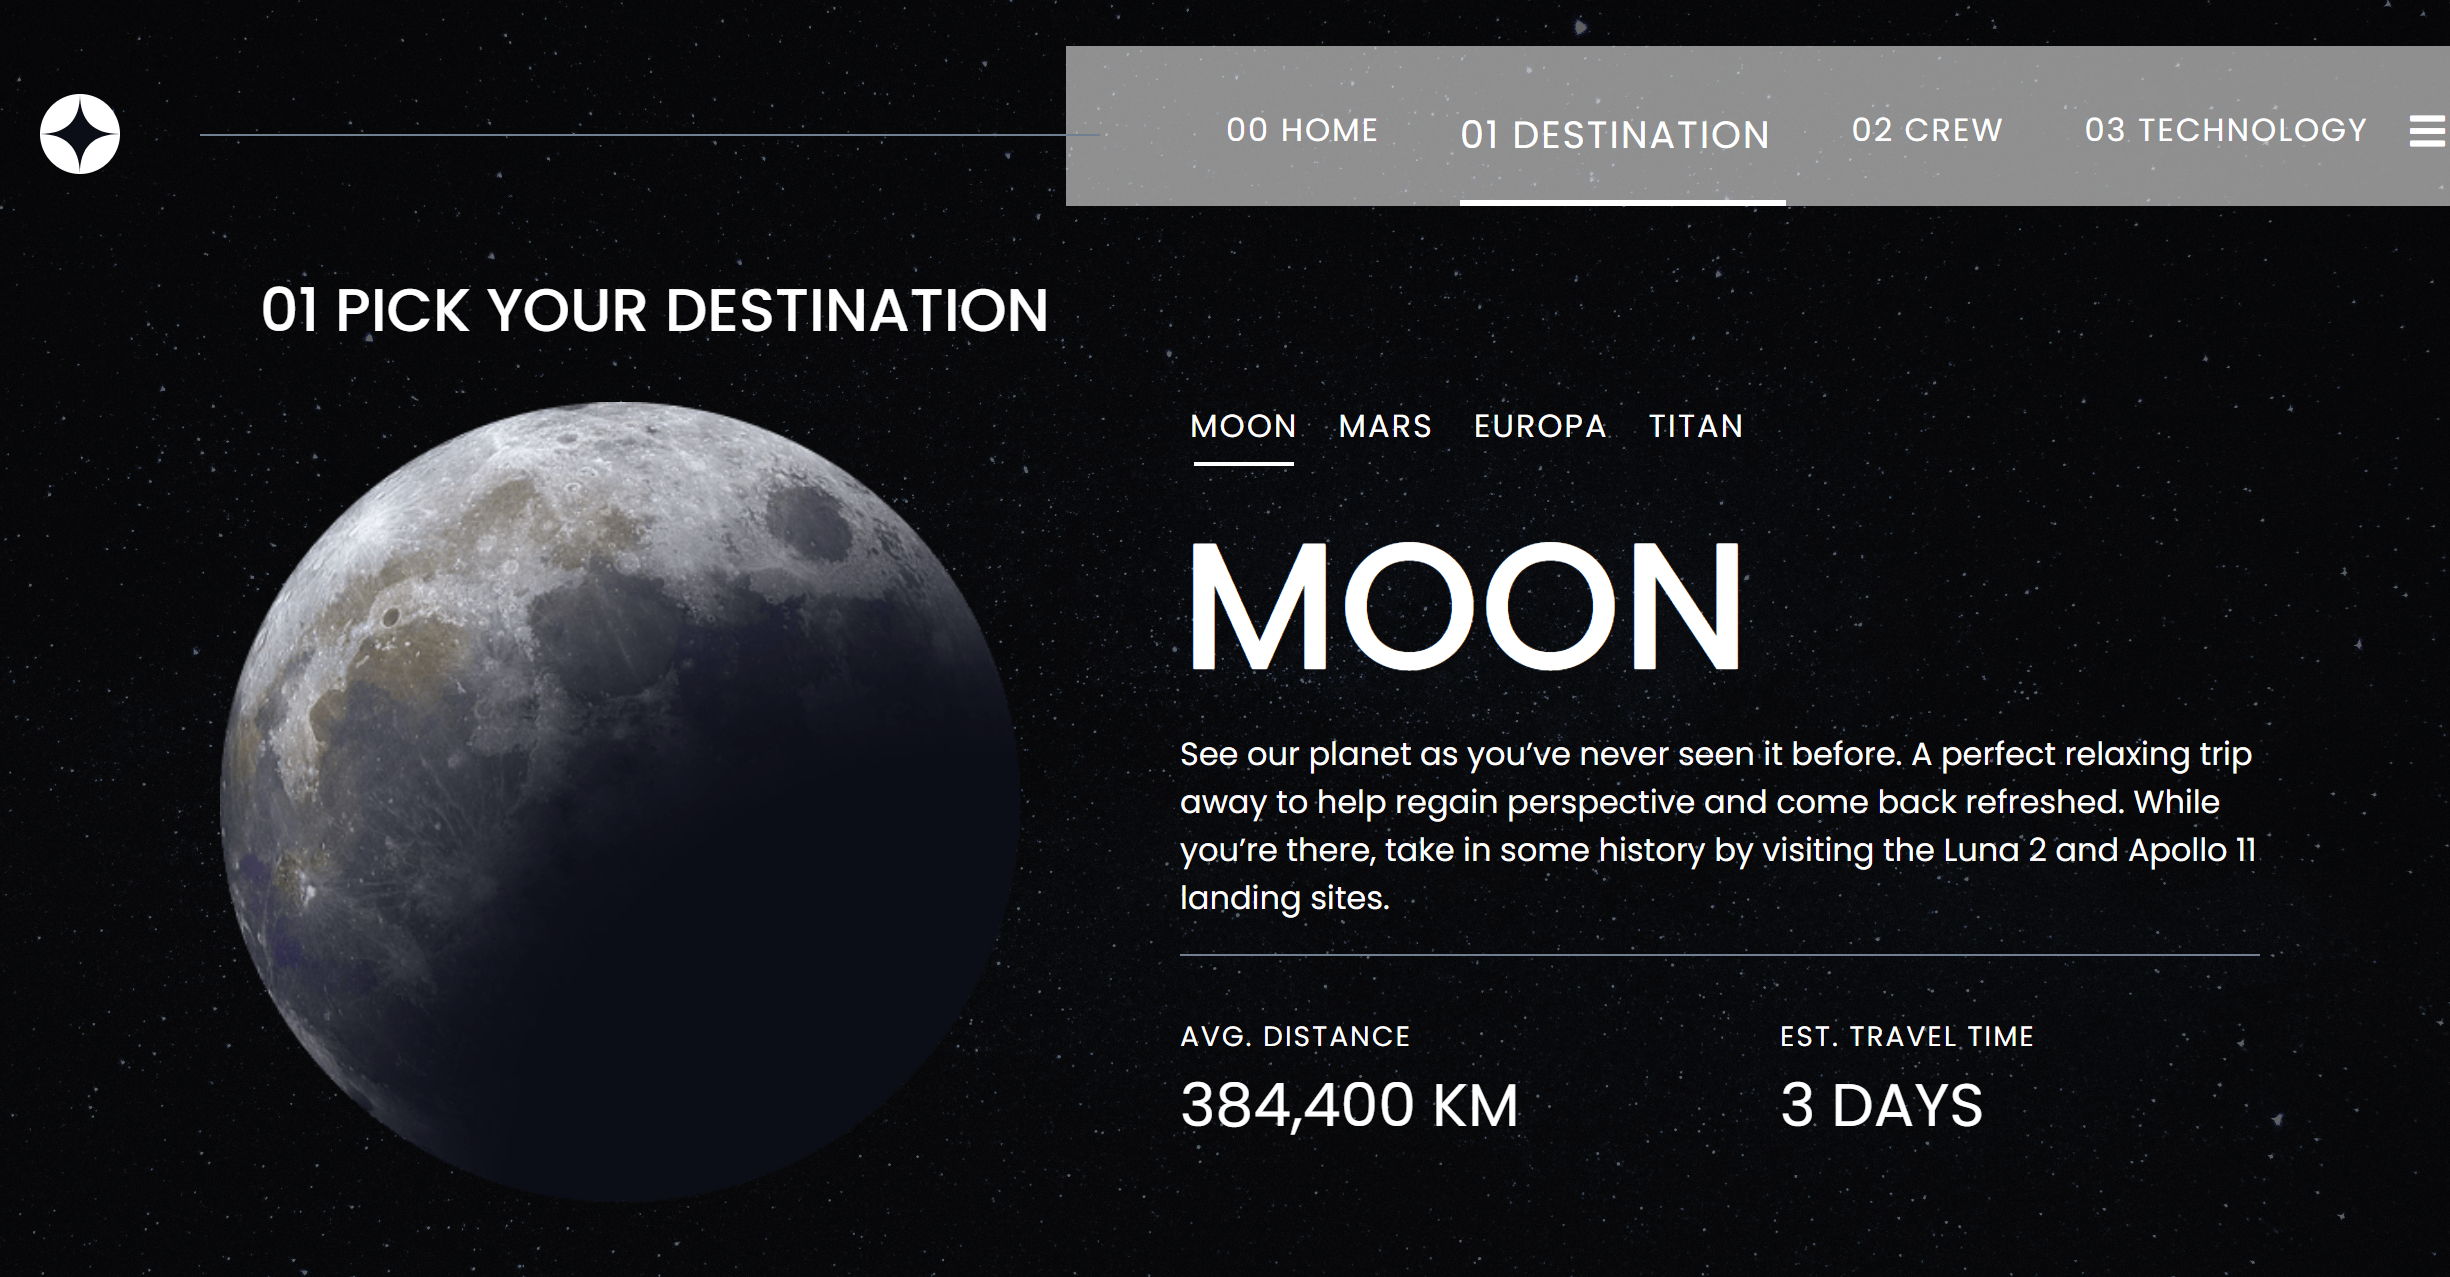 00 HOME
01 DESTINATION
02 CREW
03 TECHNOLOGY
01 PICK YOUR DESTINATION
MOON MARS EUROPA TITAN
MOON
See our planet as you’ve never seen it before. A perfect relaxing trip
away to help regain perspective and come back refreshed. While
you’re there, take in some history by visiting the Luna 2 and Apollo 11
landing sites.
AVG. DISTANCE
384,400 KM
EST. TRAVEL TIME
3 DAYS